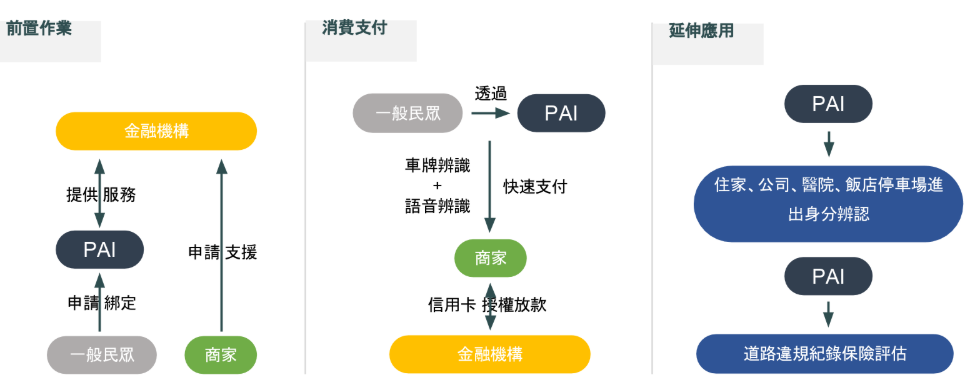 前置作業
金融機構
提供 服務
PAI
申請 綁定
申請 支援
一般民眾
商家
消費支付
一般民眾
透過
PAI
車牌辨識
+
語音辨識
快速支付
商家
信用卡 授權放款
金融機構
延伸應用
PAI
住家、公司、醫院、飯店停車場進
出身分辨認
PAI
道路違規紀錄保險評估